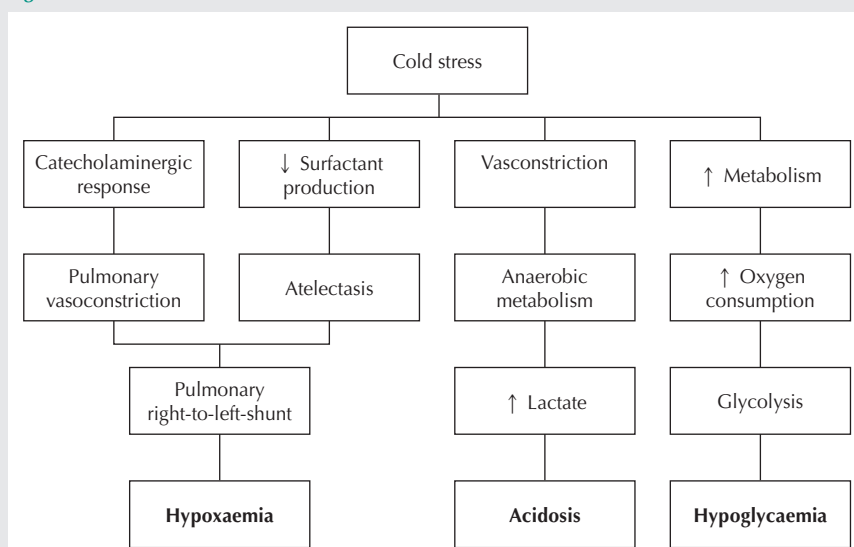 Cold stress
Catecholaminergic
response
↓ Surfactant
production
Vasconstriction
↑ Metabolism
Pulmonary
vasoconstriction
Atelectasis
Anaerobic
metabolism
↑ Oxygen
consumption
Pulmonary
right-to-left-shunt
↑ Lactate
Glycolysis
Hypoxaemia
Acidosis
Hypoglycaemia